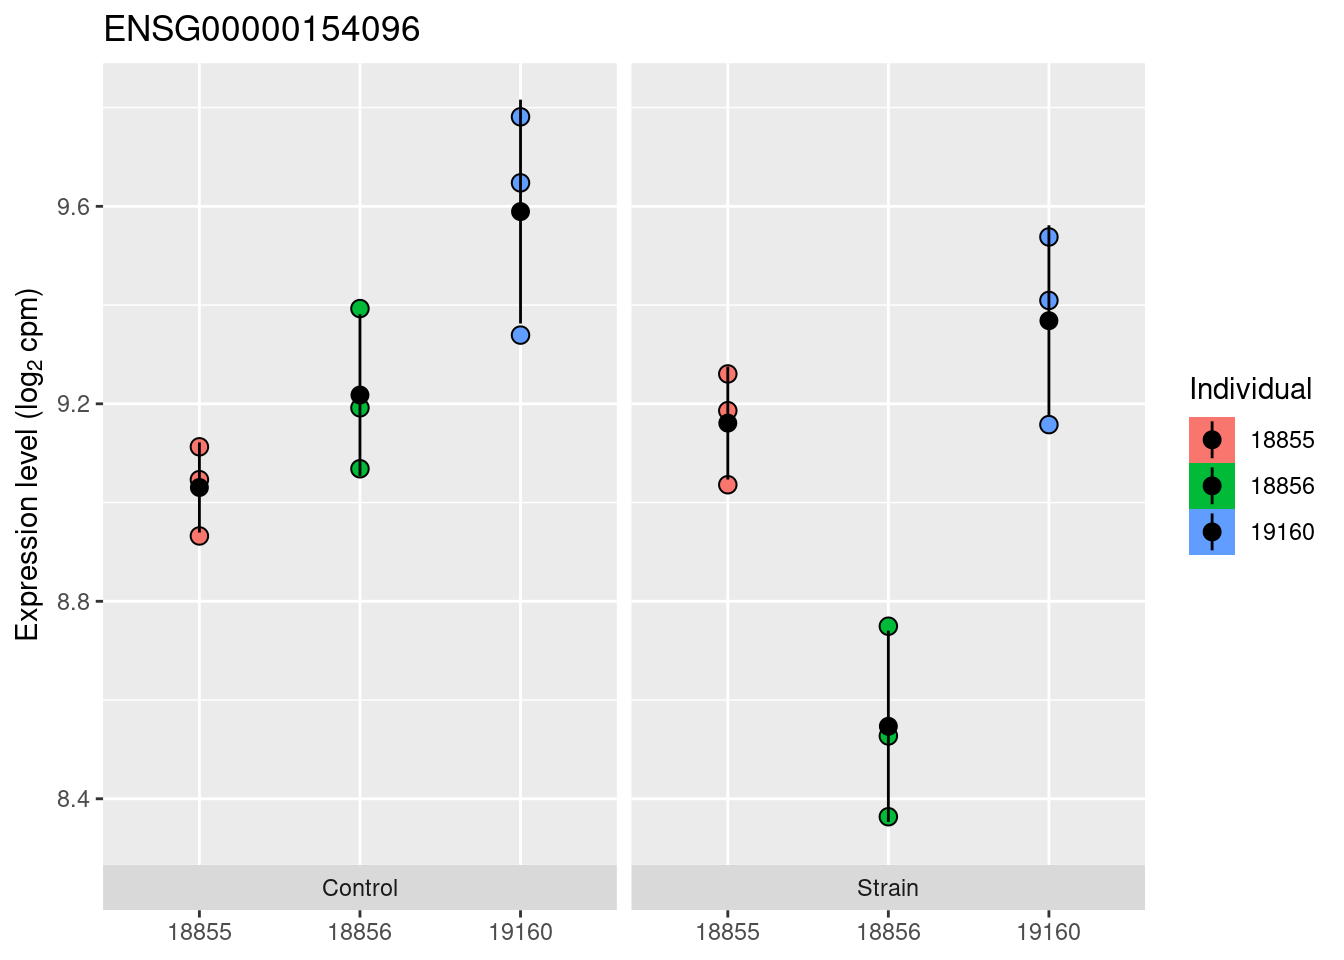 ENSG00000154096
Expression level (log2 cpm)
9.6
9.2
8.8
8.4
Control
Strain
18855
18856
19160
18855
18856
19160
Individual
18855
18856
19160